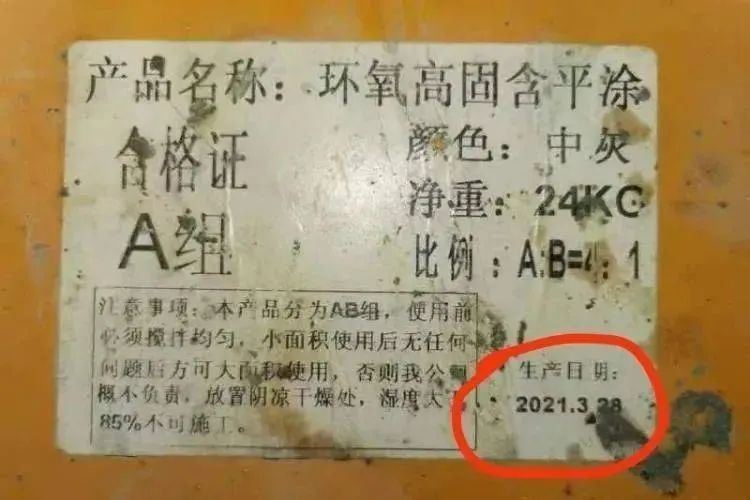 产品名称：环氧高固含平涂
合格证
颜色：中灰
净重：24KG
A组
比例：A:B=4：1
注意事项：本产品分为AB组，使用前
必须搅拌均匀，小面积使用后无任何
问题后方可大面积使用，否则我公司
概不负责，放置阴凉干燥处，湿度大于
85%不可施工。
生产日期：
2021.3.28